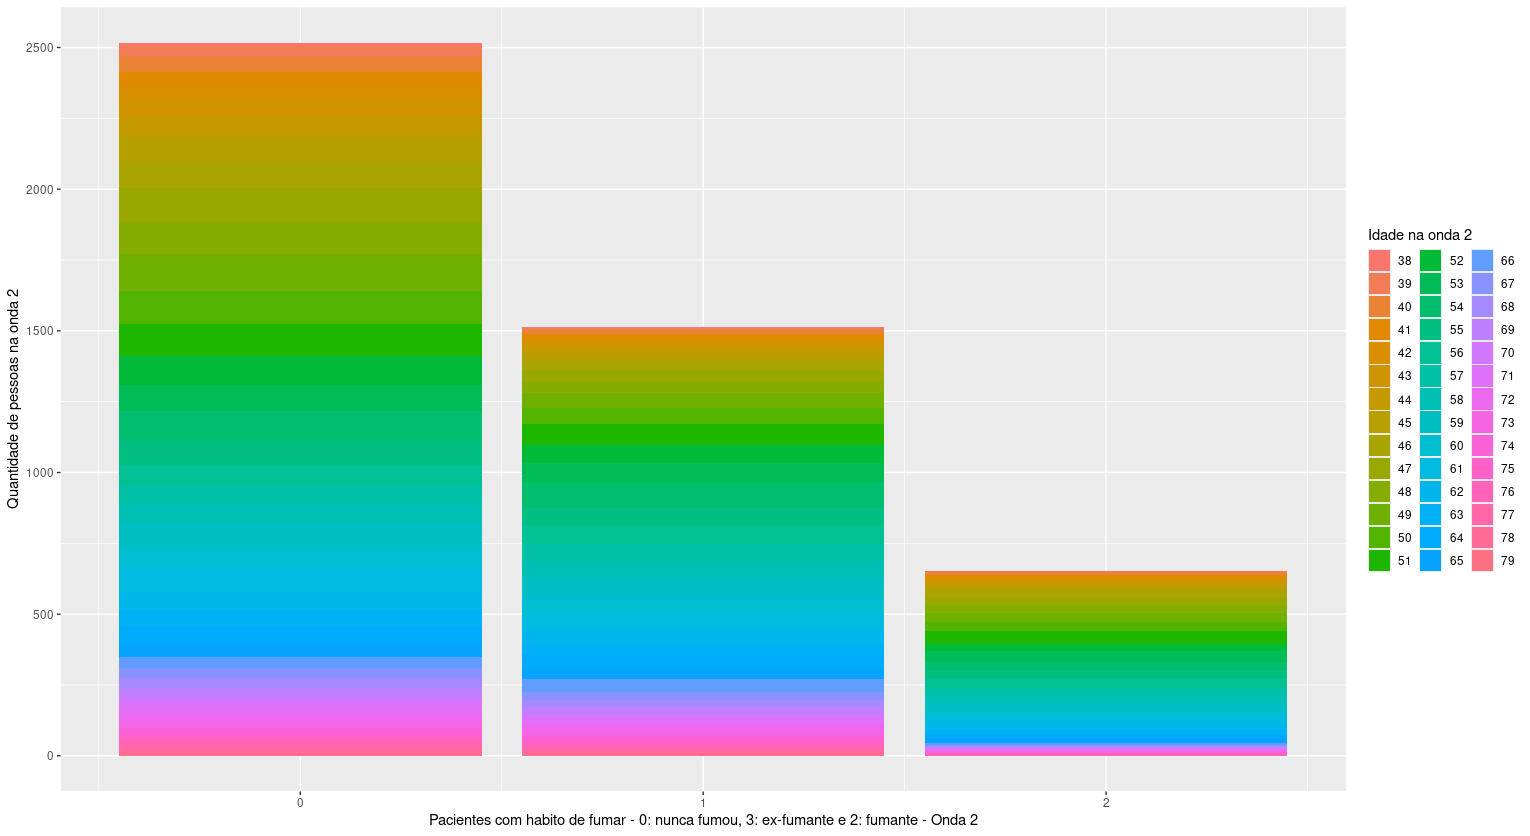 Quantidade de pessoas na onda 2
2500
2000
1500
1000
500
0
0 1 2
Pacientes com habito de fumar - 0: nunca fumou, 3: ex-fumante e 2: fumante - Onda 2
Idade na onda 2
38 52 66
39 53 67
40 54 68
41 55 69
42 56 70
43 57 71
44 58 72
45 59 73
46 60 74
47 61 75
48 62 76
49 63 77
50 64 78
51 65 79